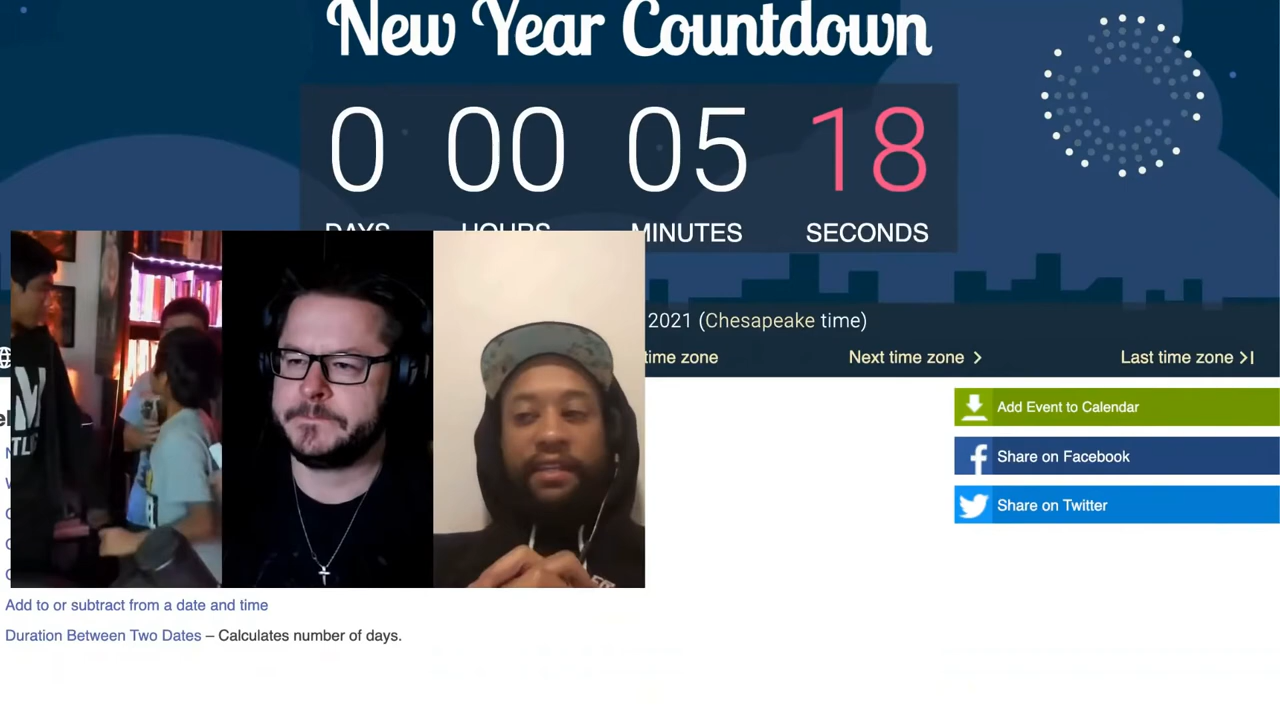 New Year Countdown
0 00 05 18
DAYS HOURS MINUTES SECONDS
2021 (Chesapeake time)
time zone
Next time zone
Last time zone
Add Event to Calendar
Share on Facebook
Share on Twitter
Add to or subtract from a date and time
Duration Between Two Dates – Calculates number of days.